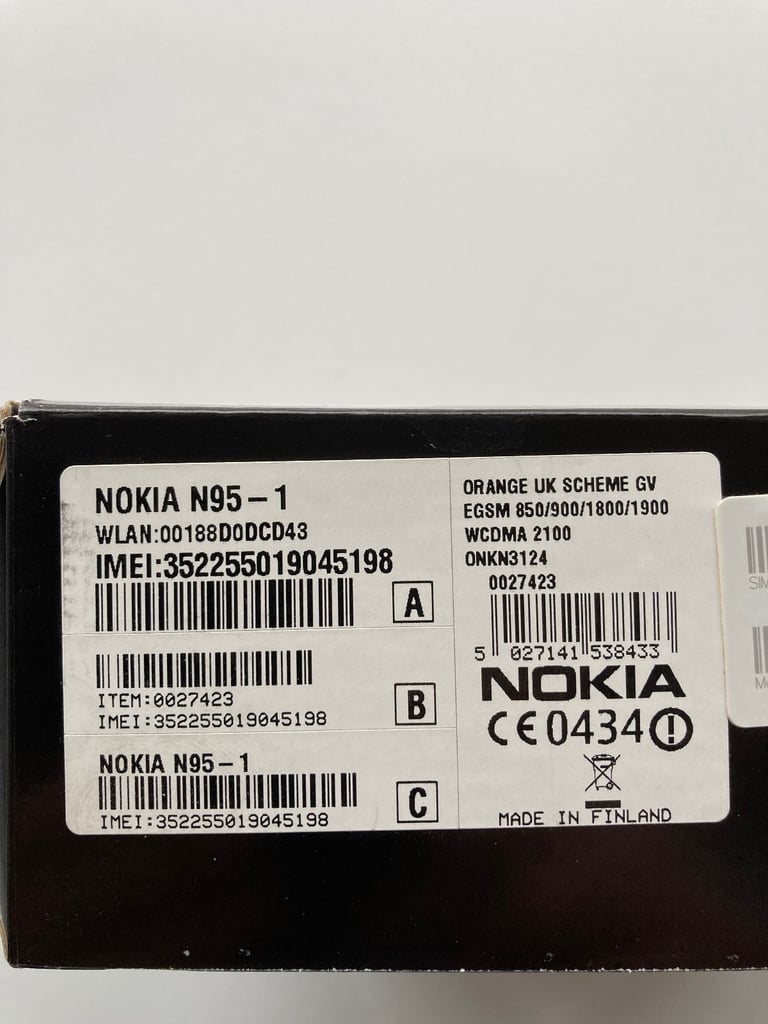 NOKIA N95-1
WLAN:00188D0DCD43
IMEI:352255019045198
A
ITEM:0027423
IMEI:352255019045198
B
NOKIA N95-1
IMEI:352255019045198
C
ORANGE UK SCHEME GV
EGSM 850/900/1800/1900
WCDMA 2100
ONKN3124
0027423
5 027141 538433
NOKIA
CE0434
MADE IN FINLAND